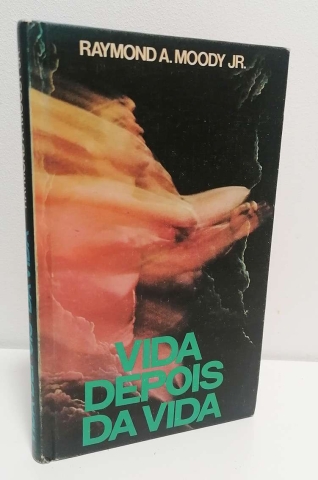 RAYMOND A. MOODY JR.
VIDA
DEPOIS
DA VIDA